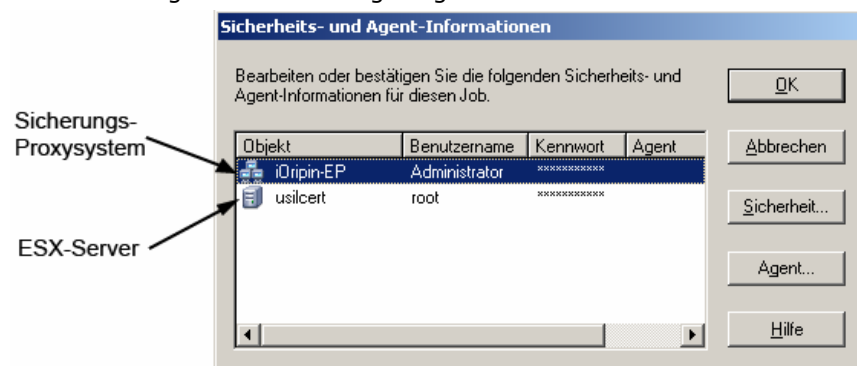 Sicherheits- und Agent-Informationen
Bearbeiten oder bestätigen Sie die folgenden Sicherheits- und
Agent-Informationen für diesen Job.
OK
Sicherungs-
Proxysystem
Objekt Benutzername Kennwort Agent
Abbrechen
iOripin-EP Administrator ***********
usilcert root ***********
Sicherheit...
ESX-Server
Agent...
Hilfe